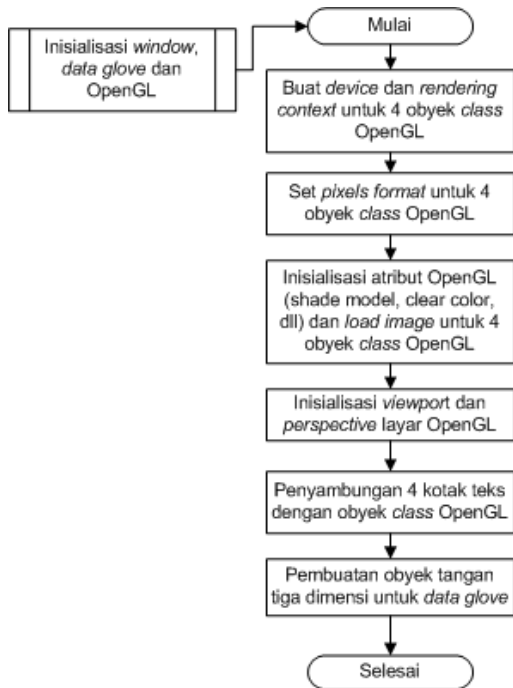 Mulai
Inisialisasi window,
data glove dan
OpenGL
Buat device dan rendering
context untuk 4 obyek class
OpenGL
Set pixels format untuk 4
obyek class OpenGL
Inisialisasi atribut OpenGL
(shade model, clear color,
dll) dan load image untuk 4
obyek class OpenGL
Inisialisasi viewport dan
perspective layar OpenGL
Penyambungan 4 kotak teks
dengan obyek class OpenGL
Pembuatan obyek tangan
tiga dimensi untuk data glove
Selesai